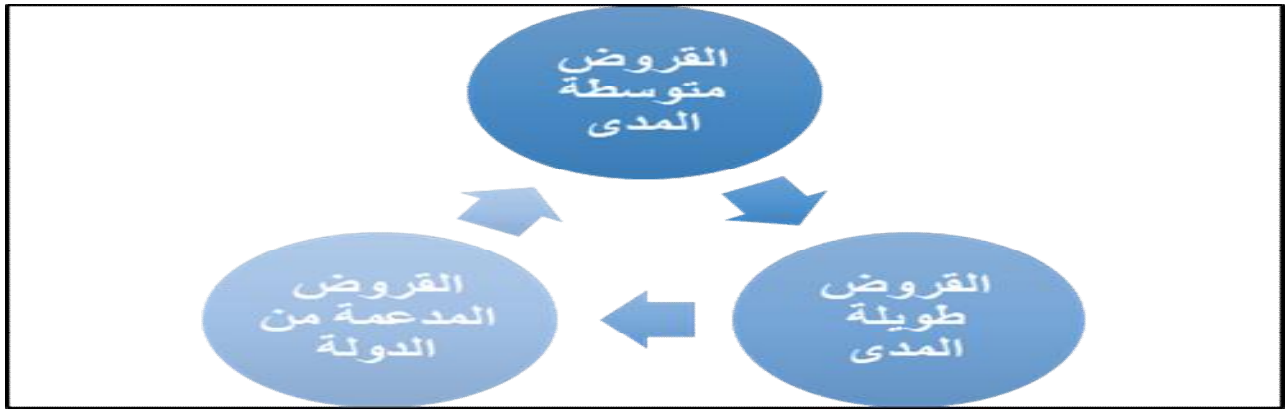 القروض
متوسطة
المدى
القروض
طويلة
المدى
القروض
المدعمة من
الدولة